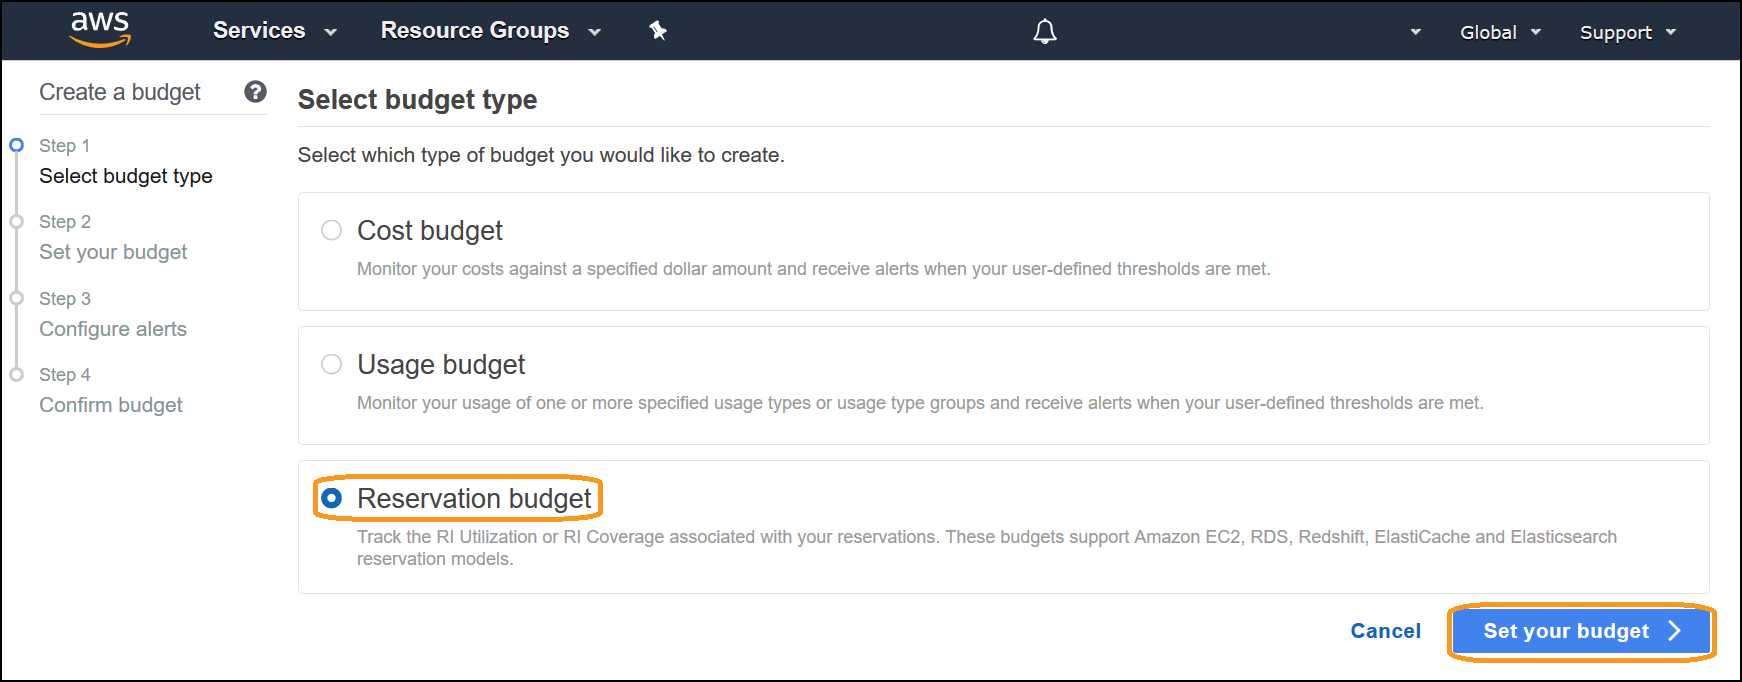 aws Services Resource Groups Global Support
Create a budget ?
Step 1
Select budget type
Step 2
Set your budget
Step 3
Configure alerts
Step 4
Confirm budget
Select budget type
Select which type of budget you would like to create.
Cost budget
Monitor your costs against a specified dollar amount and receive alerts when your user-defined thresholds are met.
Usage budget
Monitor your usage of one or more specified usage types or usage type groups and receive alerts when your user-defined thresholds are met.
Reservation budget
Track the RI Utilization or RI Coverage associated with your reservations. These budgets support Amazon EC2, RDS, Redshift, ElastiCache and Elasticsearch
reservation models.
Cancel Set your budget